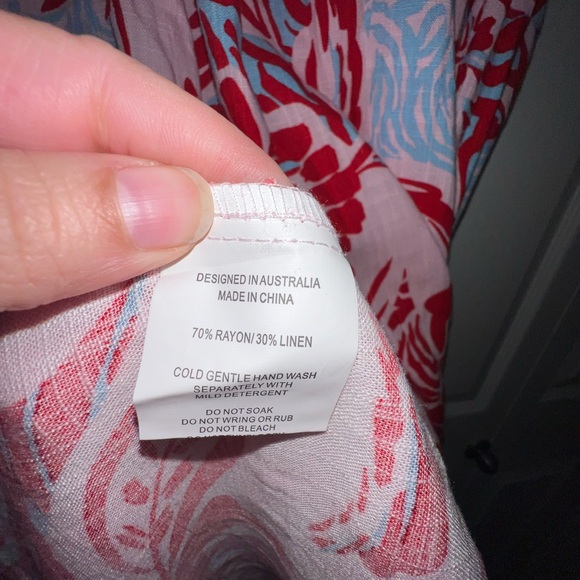 DESIGNED IN AUSTRALIA
MADE IN CHINA
70% RAYON/ 30% LINEN
COLD GENTLE HAND WASH
SEPARATELY WITH
MILD DETERGENT
DO NOT SOAK
DO NOT WRING OR RUB
DO NOT BLEACH